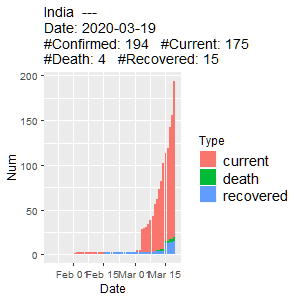 India  ---
Date: 2020-03-19
#Confirmed: 194   #Current: 175
#Death: 4   #Recovered: 15
200
150
100
50
0
Num
Feb 01
Feb 15
Mar 01
Mar 15
Date
Type
current
death
recovered